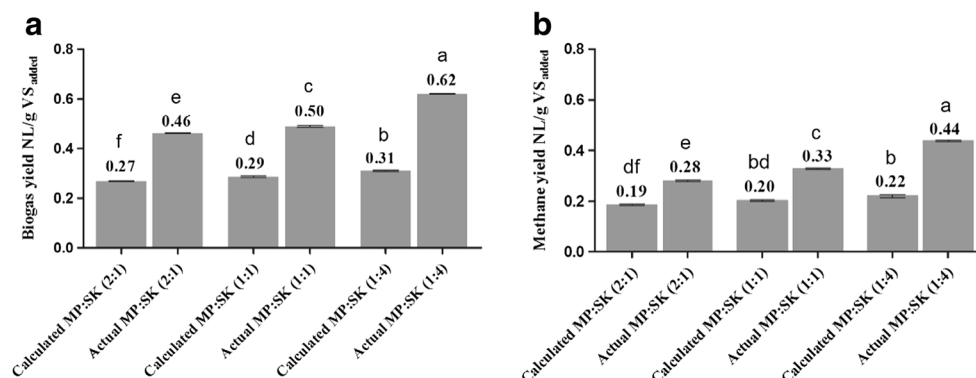 a
Biogas yield NL/g VSadded
0.8
0.6
0.4
0.2
0.0
f
0.27
e
0.46
d
0.29
c
0.50
b
0.31
a
0.62
Calculated MP:SK (2:1)
Actual MP:SK (2:1)
Calculated MP:SK (1:1)
Actual MP:SK (1:1)
Calculated MP:SK (1:4)
Actual MP:SK (1:4)
b
Methane yield NL/g VSadded
0.8
0.6
0.4
0.2
0.0
df
0.19
e
0.28
bd
0.20
c
0.33
b
0.22
a
0.44
Calculated MP:SK (2:1)
Actual MP:SK (2:1)
Calculated MP:SK (1:1)
Actual MP:SK (1:1)
Calculated MP:SK (1:4)
Actual MP:SK (1:4)